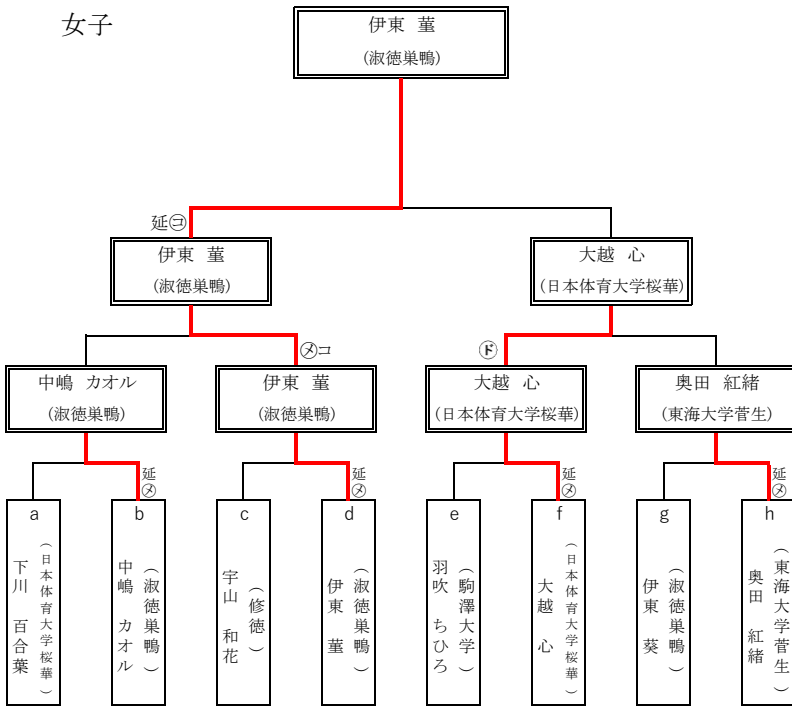 女子
伊東 菫
(淑徳巣鴨)
延㋙
伊東 菫
(淑徳巣鴨)
大越 心
(日本体育大学桜華)
㋱コ
㋣゙
中嶋 カオル
(淑徳巣鴨)
伊東 菫
(淑徳巣鴨)
大越 心
(日本体育大学桜華)
奥田 紅緒
(東海大学菅生)
延㋱
延㋱
延㋱
延㋱
a
下川 百合葉
(日本体育大学桜華)
b
中嶋 カオル
(淑徳巣鴨)
c
宇山 和花
(修徳)
d
伊東 菫
(淑徳巣鴨)
e
羽吹 ちひろ
(駒澤大学)
f
大越 心
(日本体育大学桜華)
g
伊東 葵
(淑徳巣鴨)
h
奥田 紅緒
(東海大学菅生)